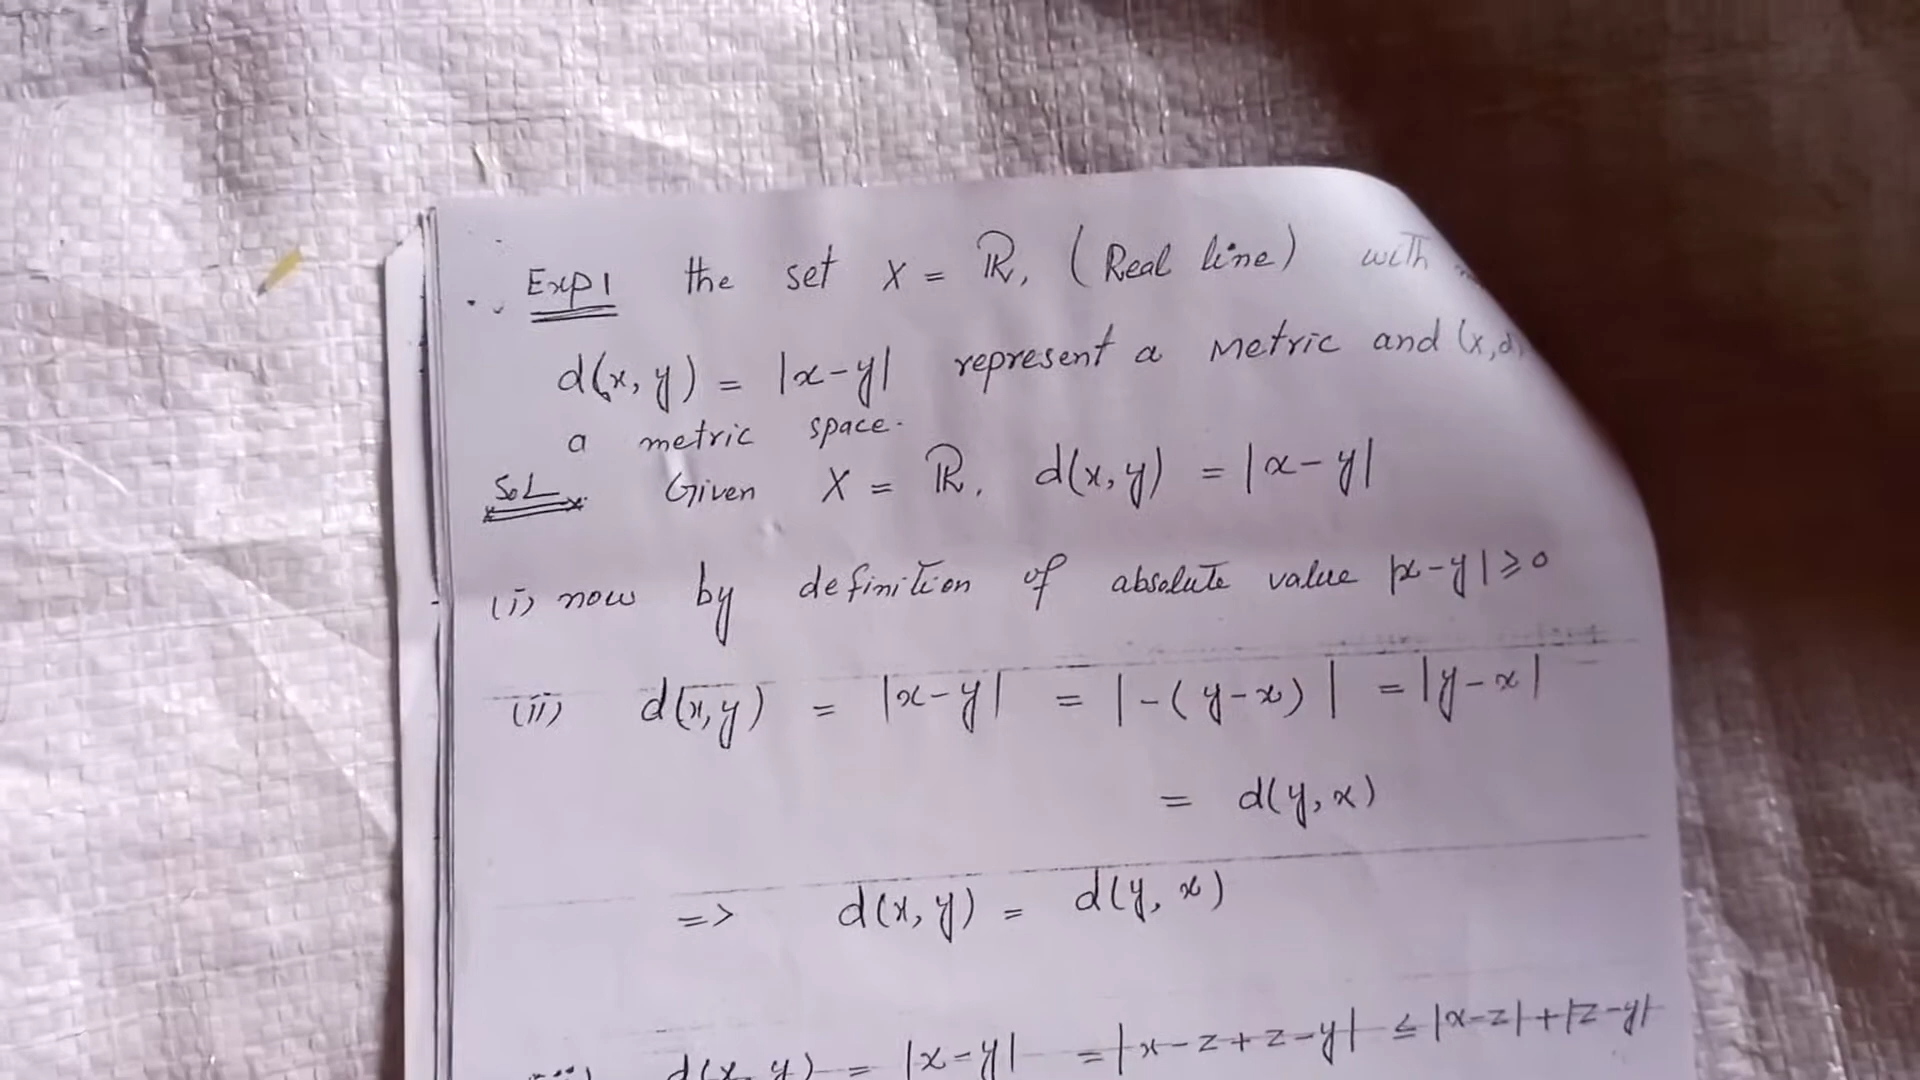 Exp1 the set X = ℝ, (Real line) with
d(x, y) = |x-y| represent a metric and (x,d)
a metric space.
Sol Given X = ℝ, d(x,y) = |x-y|
(i) now by definition of absolute value |x-y|≥0
(ii) d(x,y) = |x-y| = |-(y-x)| = |y-x|
= d(y,x)
=> d(x,y) = d(y,x)
d(x,y) = |x-y| = |x-z+z-y| ≤ |x-z|+|z-y|